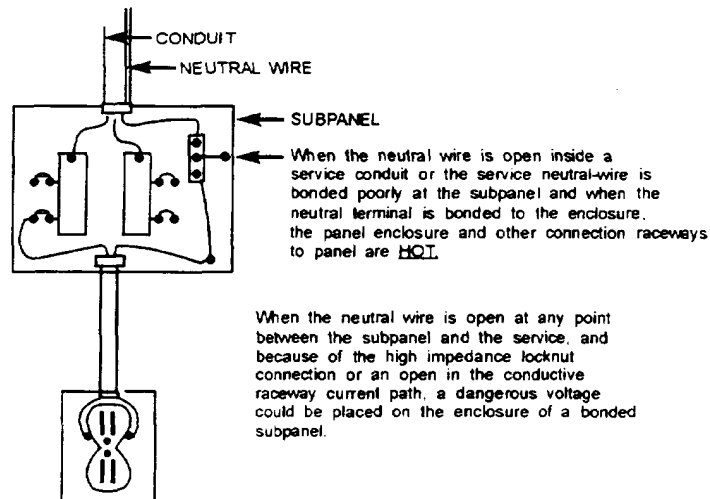 CONDUIT
NEUTRAL WIRE
SUBPANEL
When the neutral wire is open inside a
service conduit or the service neutral-wire is
bonded poorly at the subpanel and when the
neutral terminal is bonded to the enclosure,
the panel enclosure and other connection raceways
to panel are HOT.
When the neutral wire is open at any point
between the subpanel and the service, and
because of the high impedance locknut
connection or an open in the conductive
raceway current path, a dangerous voltage
could be placed on the enclosure of a bonded
subpanel.